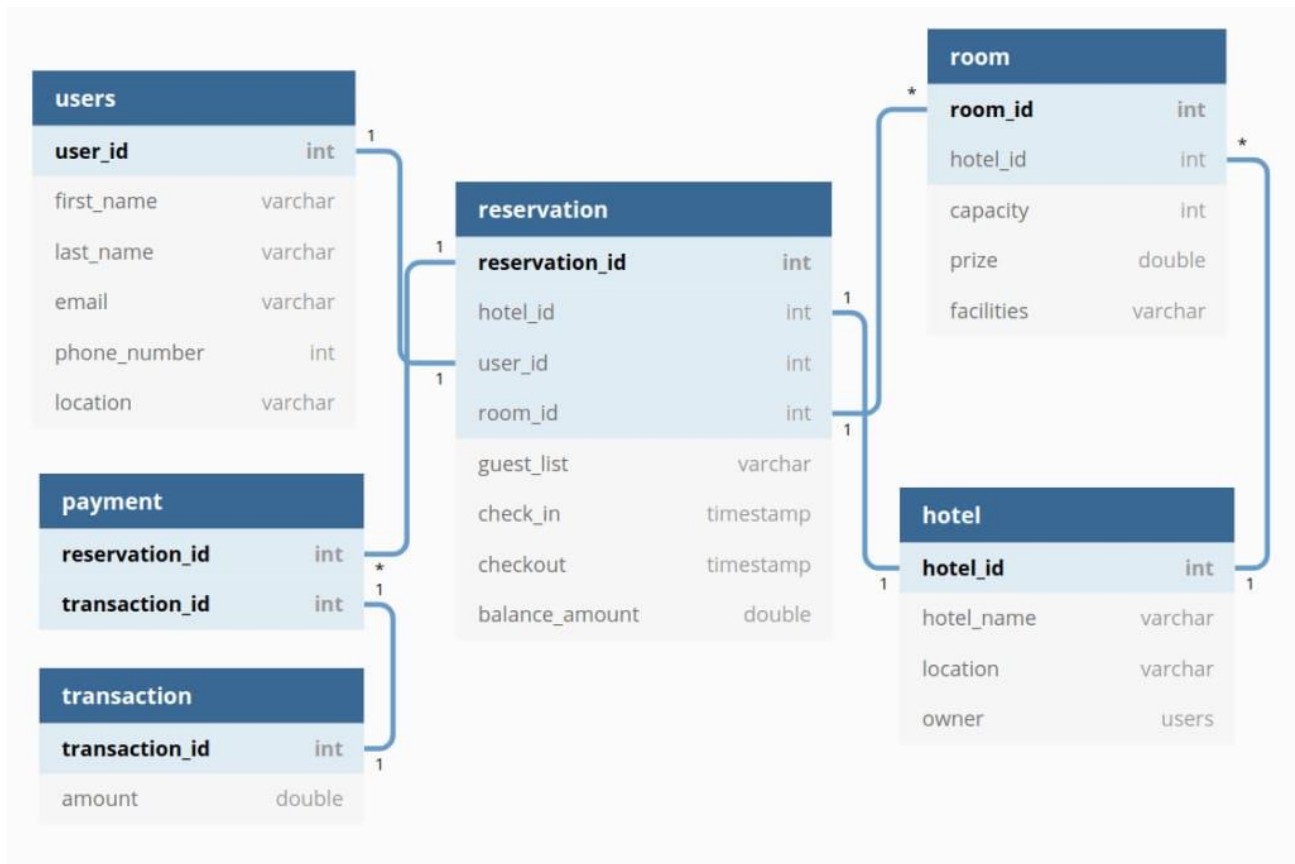 users
user_id int
first_name varchar
last_name varchar
email varchar
phone_number int
location varchar
1
payment
reservation_id int
transaction_id int
*
1
transaction
transaction_id int
amount double
1
reservation
reservation_id int
hotel_id int
user_id int
room_id int
guest_list varchar
check_in timestamp
checkout timestamp
balance_amount double
1
1
1
1
room
room_id int
hotel_id int
capacity int
prize double
facilities varchar
*
*
hotel
hotel_id int
hotel_name varchar
location varchar
owner users
1
1